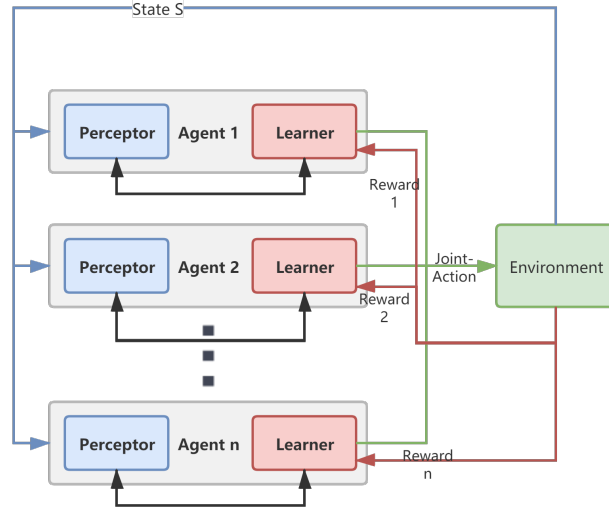 State S
Perceptor Agent 1 Learner
Reward
1
Perceptor Agent 2 Learner
Joint-
Action
Environment
Reward
2
Perceptor Agent n Learner
Reward
n